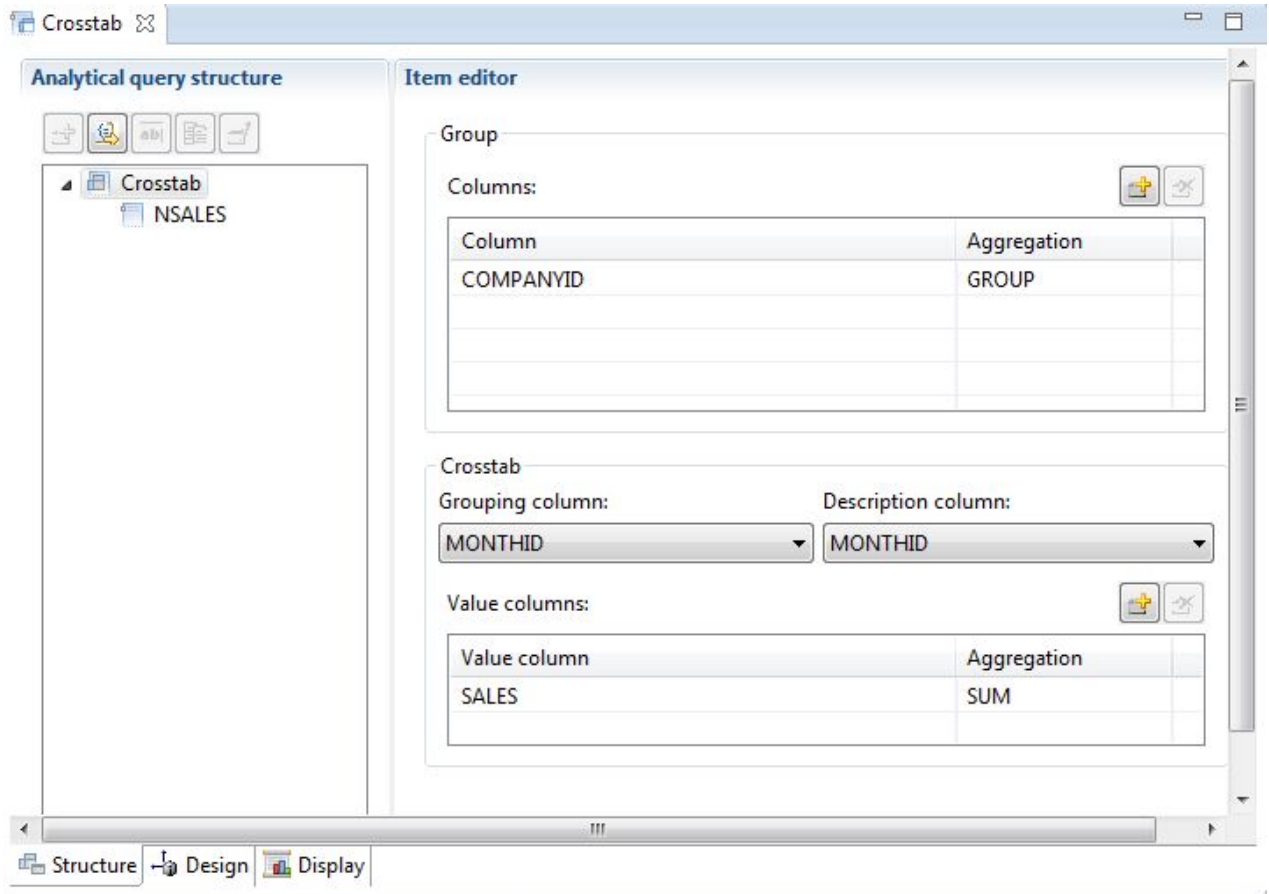 Crosstab
Analytical query structure
Item editor
ab|
Crosstab
NSALES
Group
Columns:
Column Aggregation
COMPANYID GROUP
Crosstab
Grouping column: Description column:
MONTHID MONTHID
Value columns:
Value column Aggregation
SALES SUM
Structure Design Display